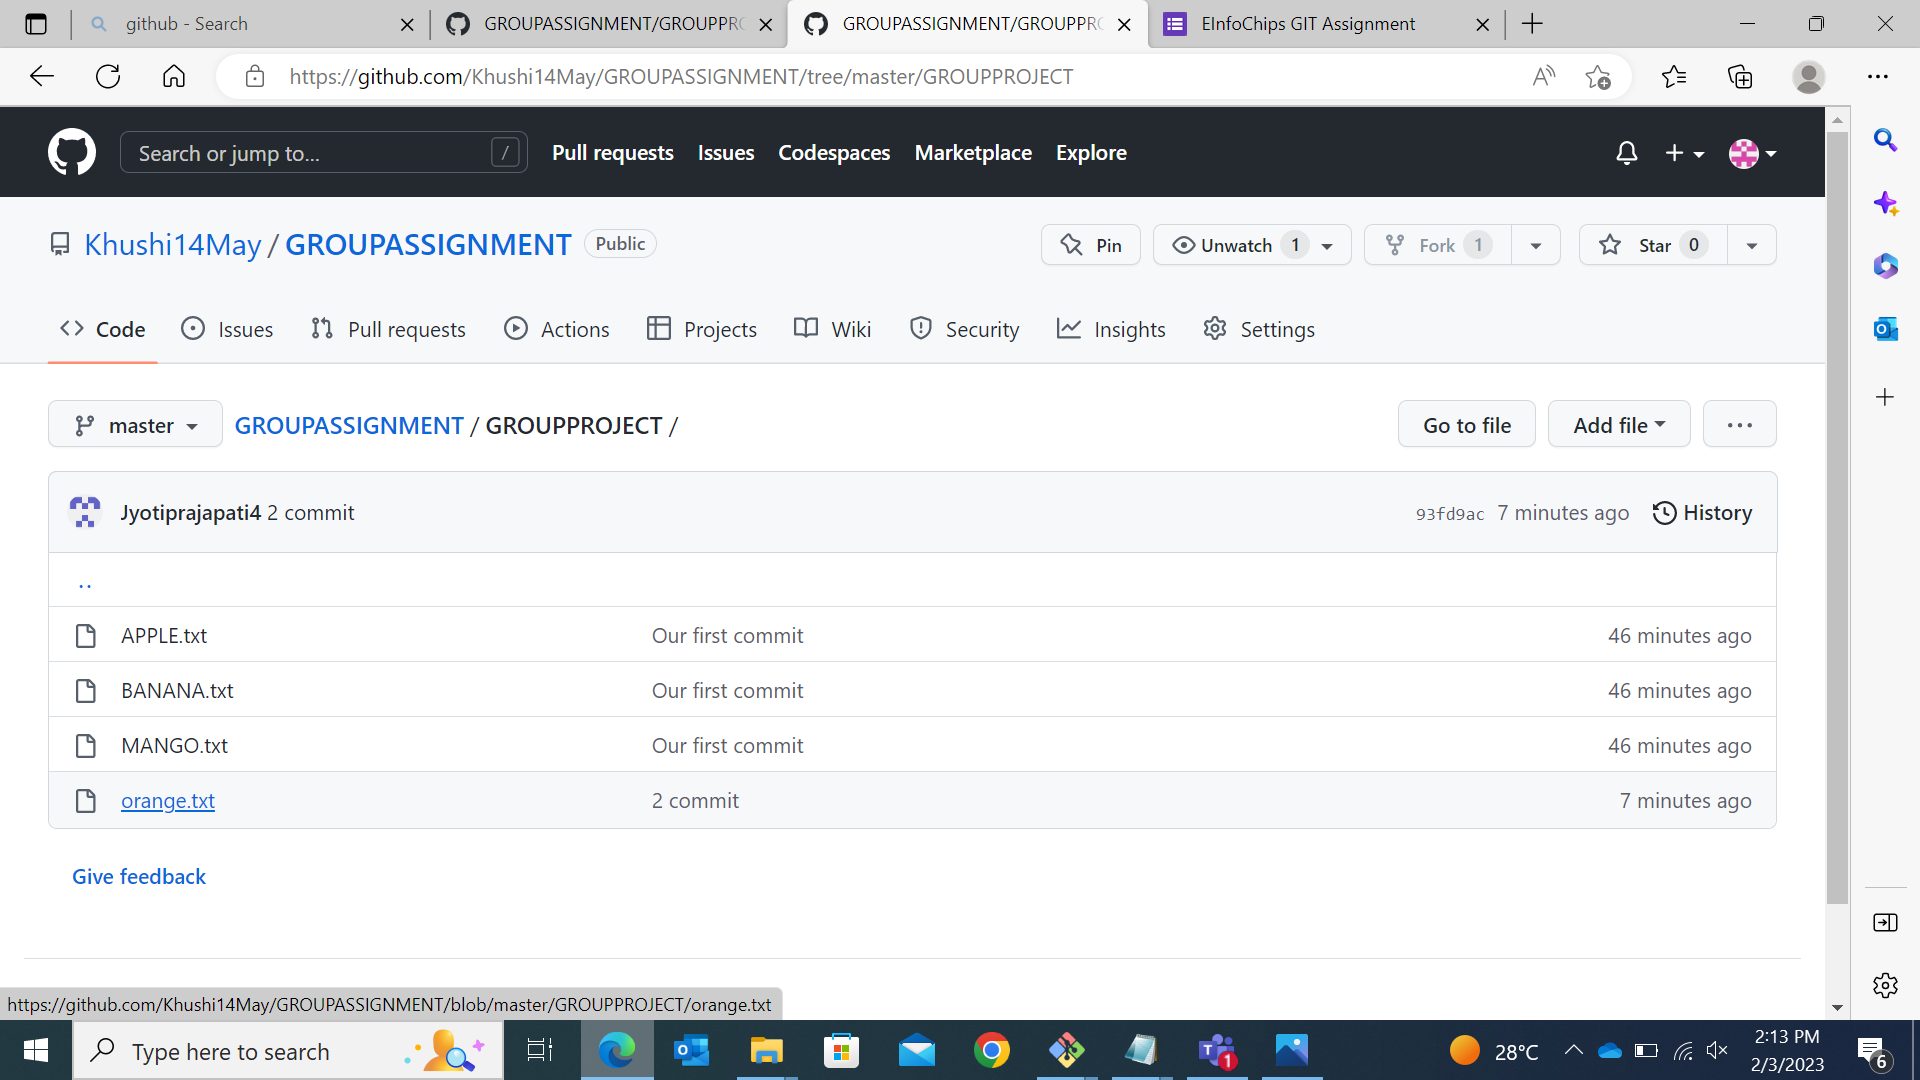 github - Search
GROUPASSIGNMENT/GROUPPRO
GROUPASSIGNMENT/GROUPPRO
EInfoChips GIT Assignment
https://github.com/Khushi14May/GROUPASSIGNMENT/tree/master/GROUPPROJECT
Search or jump to... /
Pull requests Issues Codespaces Marketplace Explore
Khushi14May / GROUPASSIGNMENT Public
Pin Unwatch 1 Fork 1 Star 0
Code Issues Pull requests Actions Projects Wiki Security Insights Settings
master GROUPASSIGNMENT / GROUPPROJECT / Go to file Add file ...
Jyotiprajapati4 2 commit 93fd9ac 7 minutes ago History
..
APPLE.txt Our first commit 46 minutes ago
BANANA.txt Our first commit 46 minutes ago
MANGO.txt Our first commit 46 minutes ago
orange.txt 2 commit 7 minutes ago
Give feedback
https://github.com/Khushi14May/GROUPASSIGNMENT/blob/master/GROUPPROJECT/orange.txt
Type here to search
1
28°C
2:13 PM
2/3/2023
6